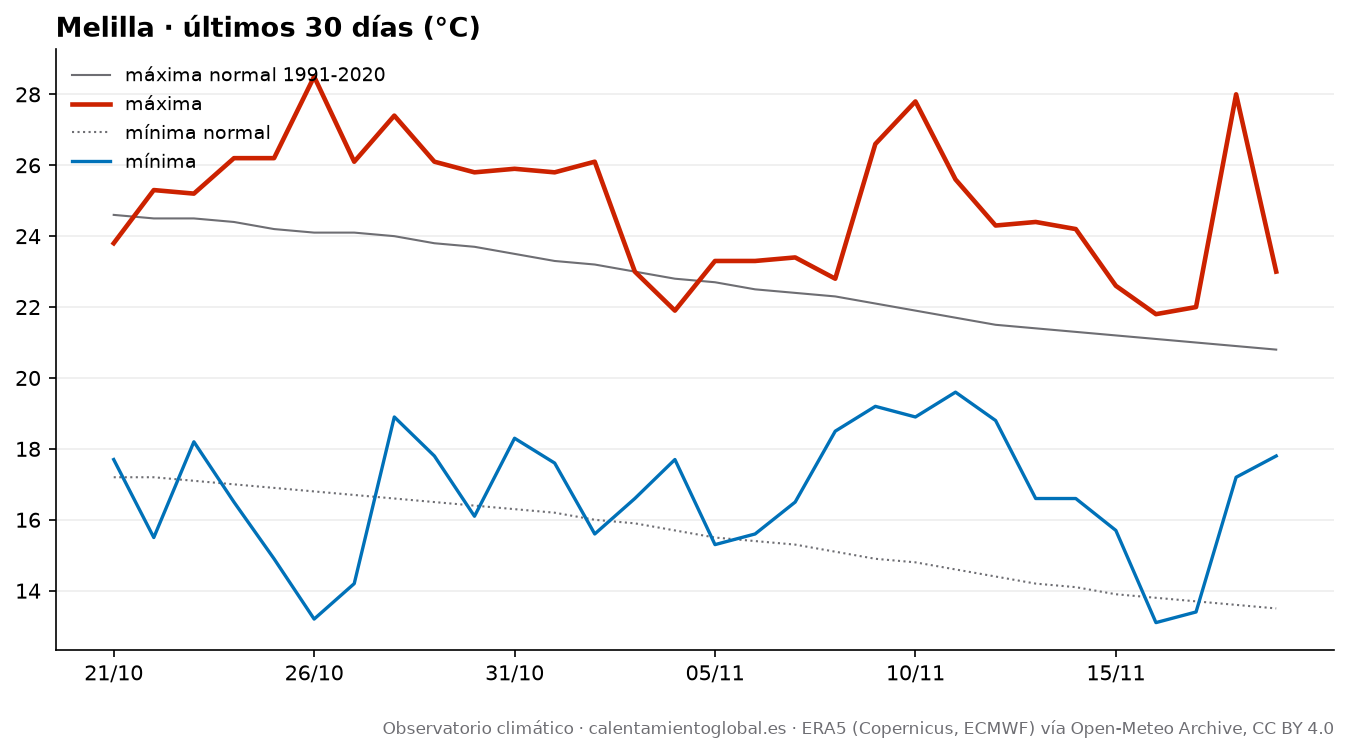 Melilla · últimos 30 días (°C)
máxima normal 1991-2020
máxima
mínima normal
mínima
28
26
24
22
20
18
16
14
21/10
26/10
31/10
05/11
10/11
15/11
Observatorio climático · calentamientoglobal.es · ERA5 (Copernicus, ECMWF) vía Open-Meteo Archive, CC BY 4.0